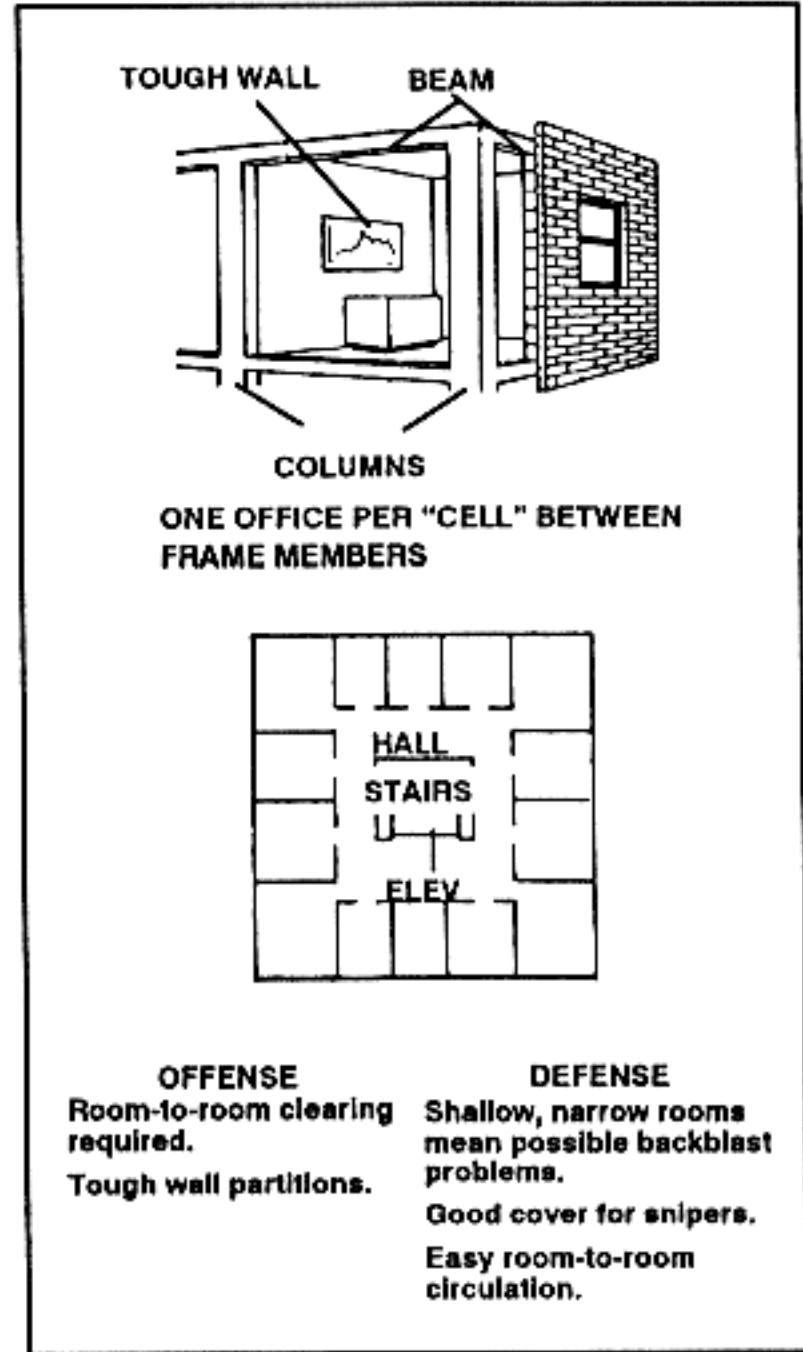 TOUGH WALL
BEAM
COLUMNS
ONE OFFICE PER “CELL” BETWEEN
FRAME MEMBERS
HALL
STAIRS
ELEV
OFFENSE
Room-to-room clearing
required.
Tough wall partitions.
DEFENSE
Shallow, narrow rooms
mean possible backblast
problems.
Good cover for snipers.
Easy room-to-room
circulation.